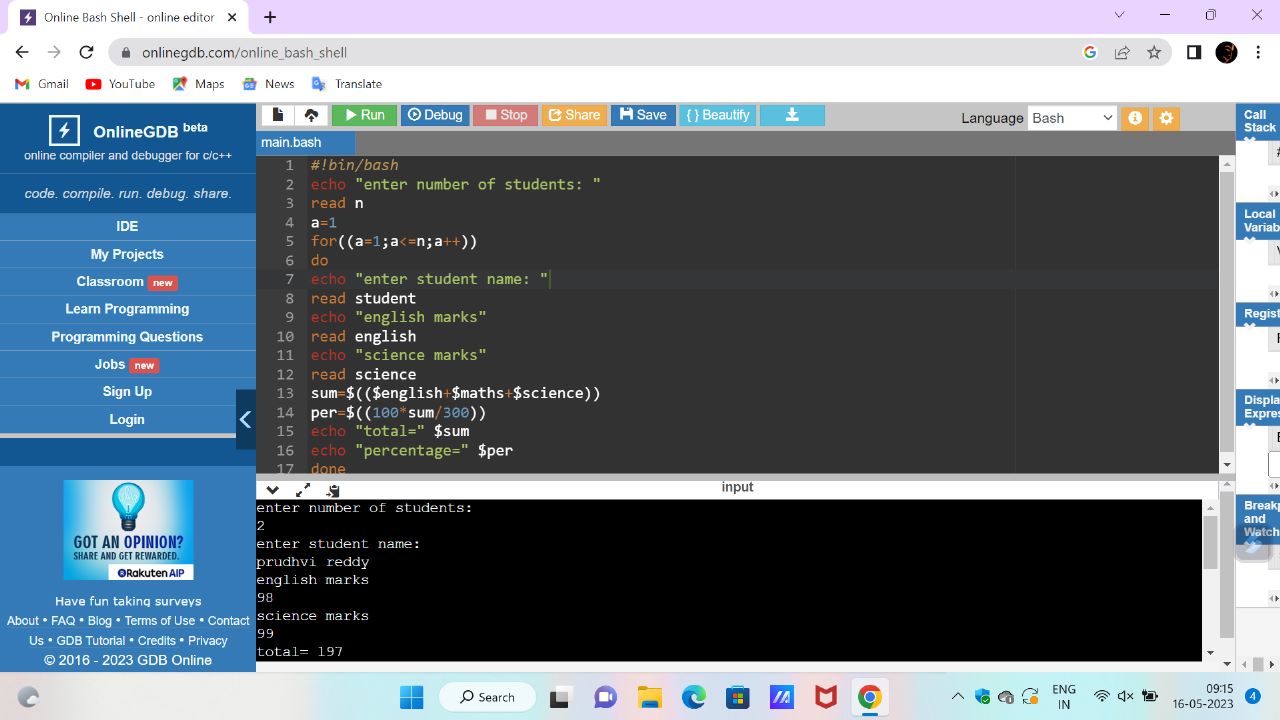 Online Bash Shell - online editor
onlinegdb.com/online_bash_shell
Gmail
YouTube
Maps
News
Translate
OnlineGDB beta
online compiler and debugger for c/c++
code. compile. run. debug. share.
IDE
My Projects
Classroom new
Learn Programming
Programming Questions
Jobs new
Sign Up
Login
GOT AN OPINION?
SHARE AND GET REWARDED.
Rakuten AIP
Have fun taking surveys
About • FAQ • Blog • Terms of Use • Contact
Us • GDB Tutorial • Credits • Privacy
© 2016 - 2023 GDB Online
Run
Debug
Stop
Share
Save
{ } Beautify
Language Bash
main.bash
1 #!bin/bash
2 echo "enter number of students: "
3 read n
4 a=1
5 for((a=1;a<=n;a++))
6 do
7 echo "enter student name: "
8 read student
9 echo "english marks"
10 read english
11 echo "science marks"
12 read science
13 sum=$(($english+$maths+$science))
14 per=$((100*sum/300))
15 echo "total=" $sum
16 echo "percentage=" $per
17 done
input
enter number of students:
2
enter student name:
prudhvi reddy
english marks
98
science marks
99
total= 197
Call
Stack
Local
Variab
Regist
Displa
Expre
Breakp
and
Watch
Search
ENG
IN
09:15
16-05-2023
4